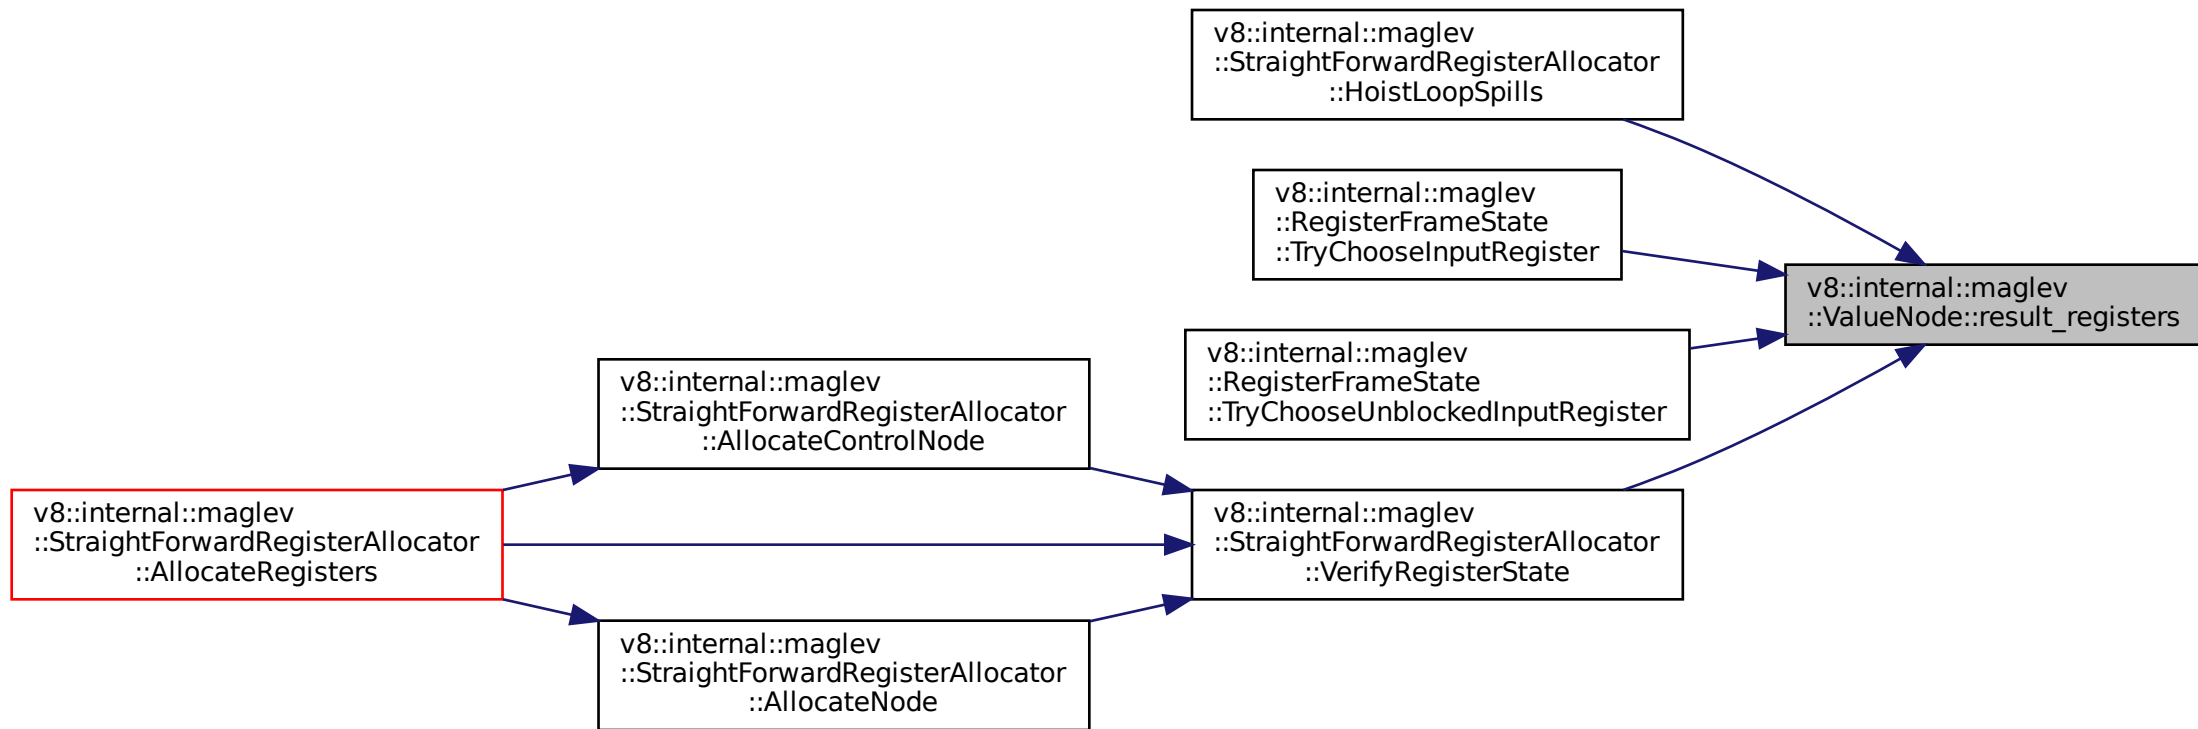 v8::internal::maglev
::StraightForwardRegisterAllocator
::HoistLoopSpills
v8::internal::maglev
::RegisterFrameState
::TryChooseInputRegister
v8::internal::maglev
::ValueNode::result_registers
v8::internal::maglev
::RegisterFrameState
::TryChooseUnblockedInputRegister
v8::internal::maglev
::StraightForwardRegisterAllocator
::AllocateControlNode
v8::internal::maglev
::StraightForwardRegisterAllocator
::AllocateRegisters
v8::internal::maglev
::StraightForwardRegisterAllocator
::VerifyRegisterState
v8::internal::maglev
::StraightForwardRegisterAllocator
::AllocateNode